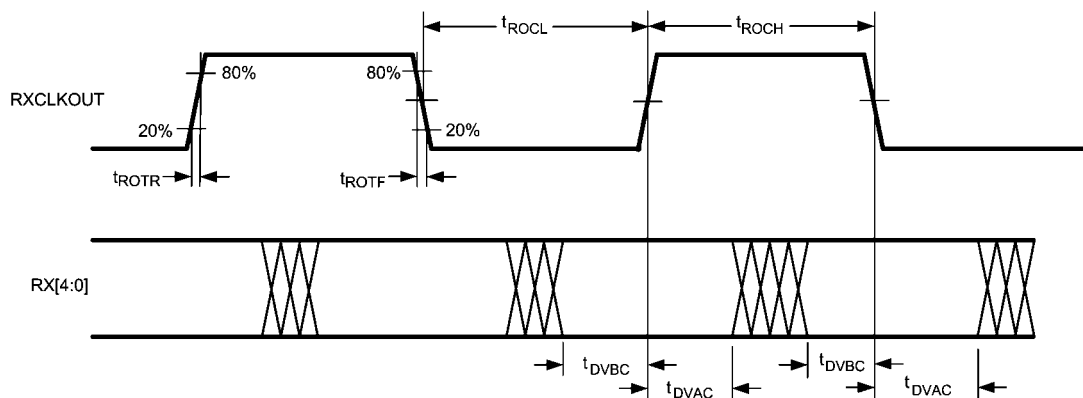 tROCL
tROCH
80%
80%
RXCLKOUT
20%
20%
tROTR
tROTF
RX[4:0]
tDVBC
tDVBC
tDVAC
tDVAC